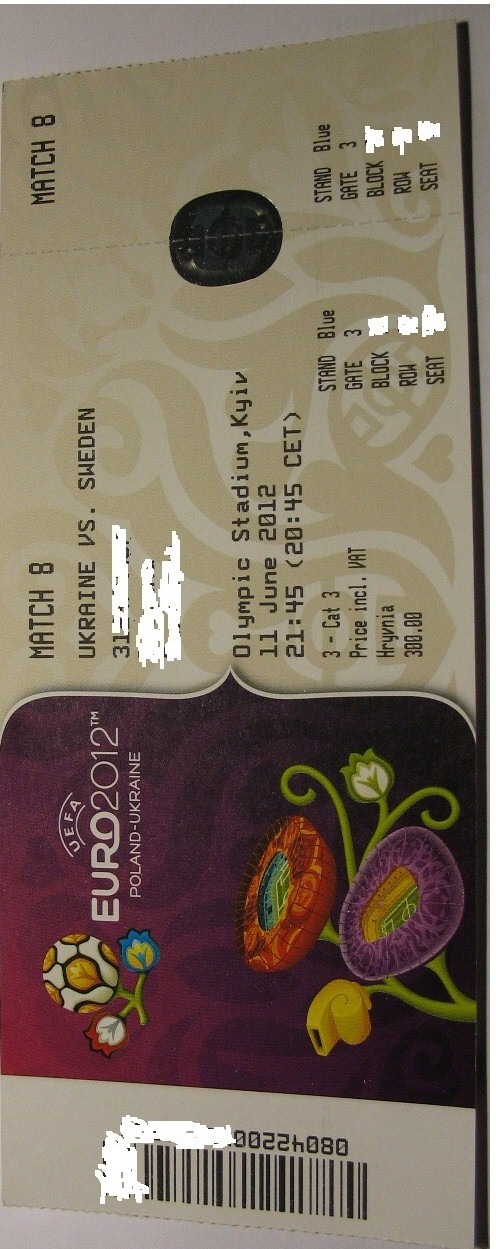 MATCH 8
UKRAINE VS. SWEDEN
31
Olympic Stadium,Kyiv
11 June 2012
21:45 (20:45 CET)
3 - Cat 3
Price incl. VAT
Hryvnia
300.00
STAND Blue
GATE 3
BLOCK
ROW
SEAT
MATCH 8
STAND Blue
GATE 3
BLOCK
ROW
SEAT
UEFA
EURO2012™
POLAND-UKRAINE